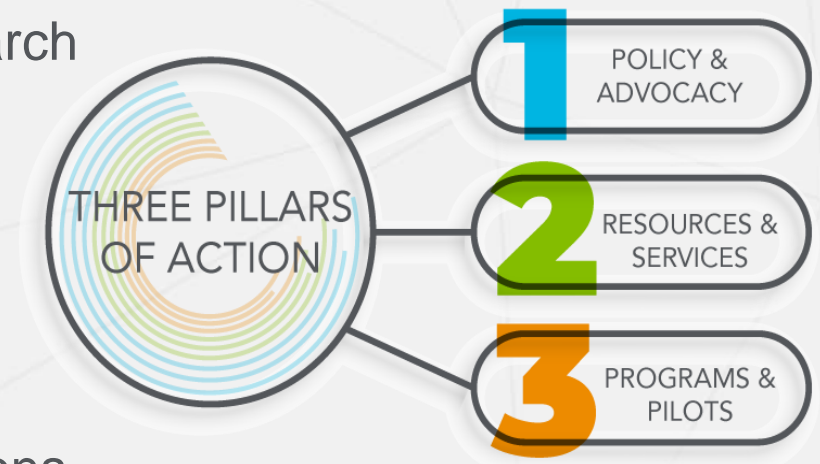 arch
THREE PILLARS
OF ACTION
1
POLICY &
ADVOCACY
2
RESOURCES &
SERVICES
3
PROGRAMS &
PILOTS